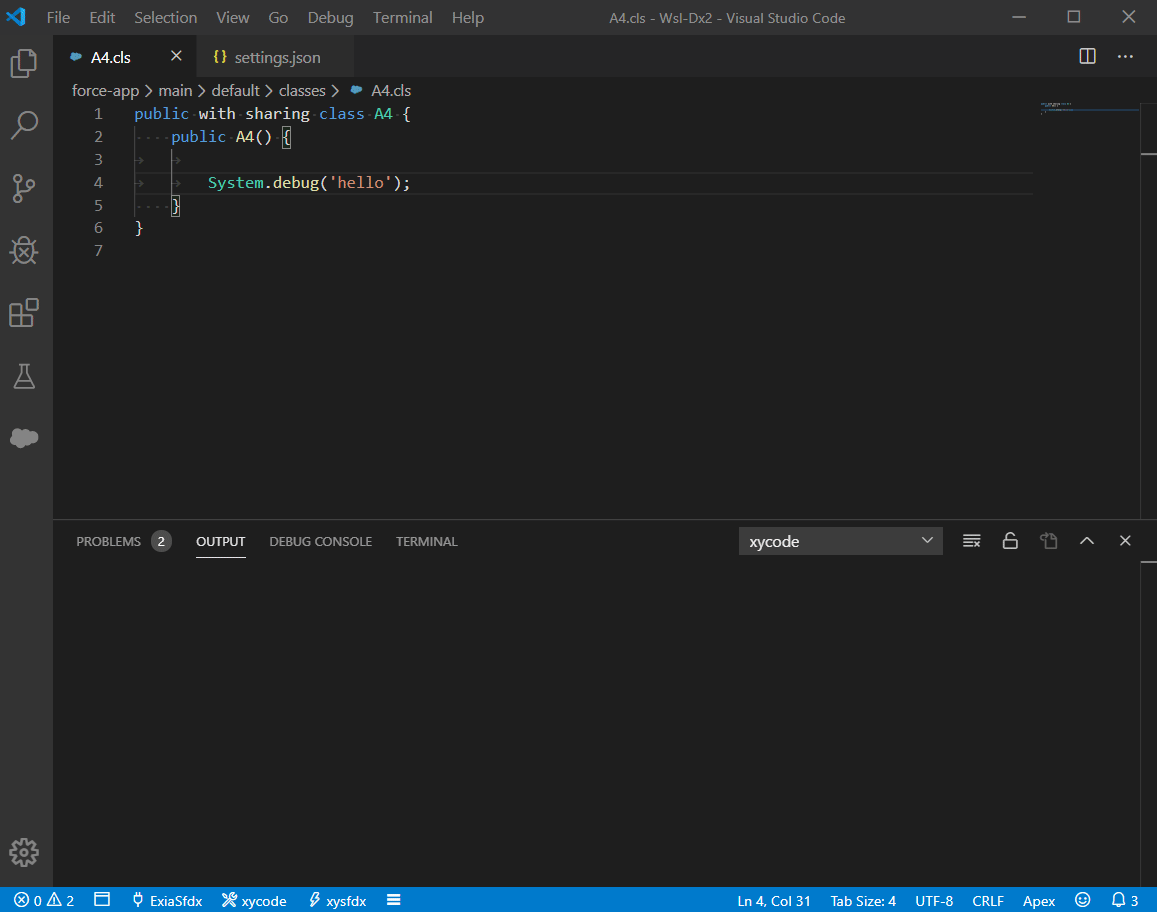 File Edit Selection View Go Debug Terminal Help A4.cls - Wsl-Dx2 - Visual Studio Code
A4.cls {} settings.json
force-app > main > default > classes > A4.cls
1 public with sharing class A4 {
2 public A4() {
3
4 System.debug('hello');
5 }
6 }
7
PROBLEMS 2 OUTPUT DEBUG CONSOLE TERMINAL xycode
0 2 ExiaSfdx xycode xysfdx Ln 4, Col 31 Tab Size: 4 UTF-8 CRLF Apex 3